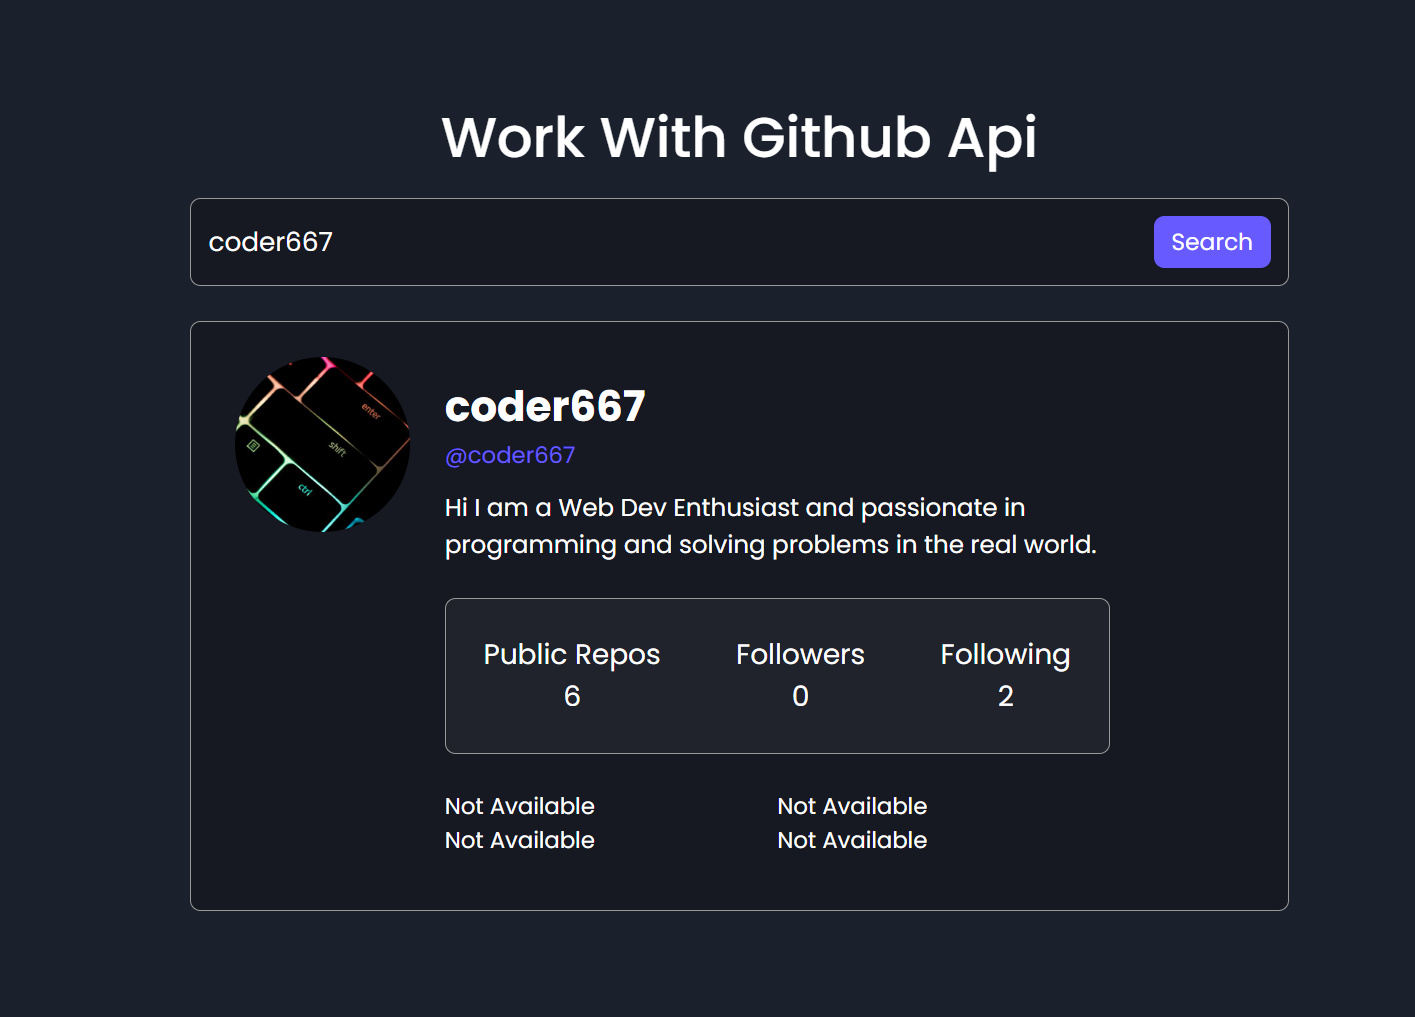 Work With Github Api
coder667
Search
enter
shift
ctrl
coder667
@coder667
Hi I am a Web Dev Enthusiast and passionate in
programming and solving problems in the real world.
Public Repos Followers Following
6 0 2
Not Available Not Available
Not Available Not Available